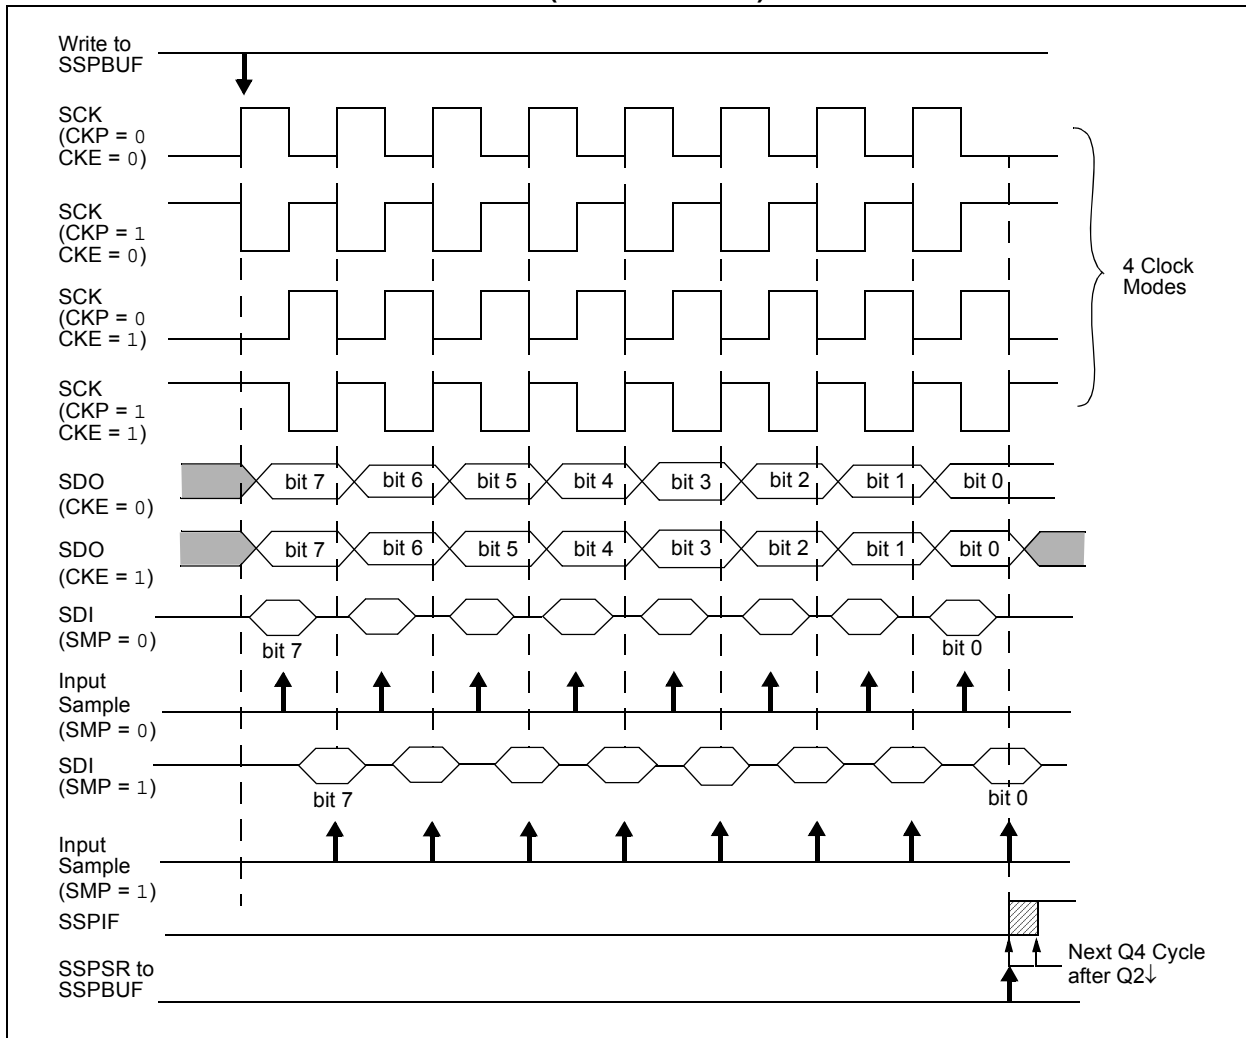 Write to
SSPBUF
SCK
(CKP = 0
CKE = 0)
SCK
(CKP = 1
CKE = 0)
4 Clock
Modes
SCK
(CKP = 0
CKE = 1)
SCK
(CKP = 1
CKE = 1)
SDO
(CKE = 0)
bit 7 bit 6 bit 5 bit 4 bit 3 bit 2 bit 1 bit 0
SDO
(CKE = 1)
bit 7 bit 6 bit 5 bit 4 bit 3 bit 2 bit 1 bit 0
SDI
(SMP = 0)
bit 7 bit 0
Input
Sample
(SMP = 0)
SDI
(SMP = 1)
bit 7 bit 0
Input
Sample
(SMP = 1)
SSPIF
Next Q4 Cycle
after Q2↓
SSPSR to
SSPBUF